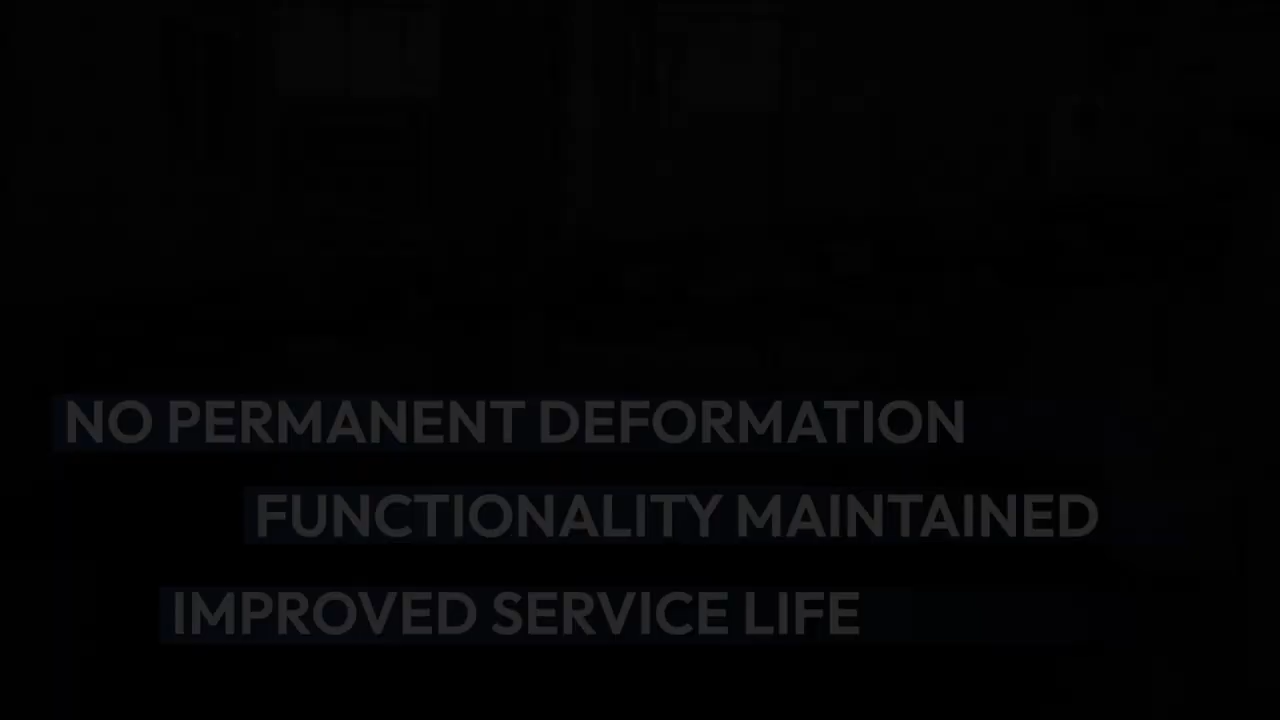 NO PERMANENT DEFORMATION
FUNCTIONALITY MAINTAINED
IMPROVED SERVICE LIFE